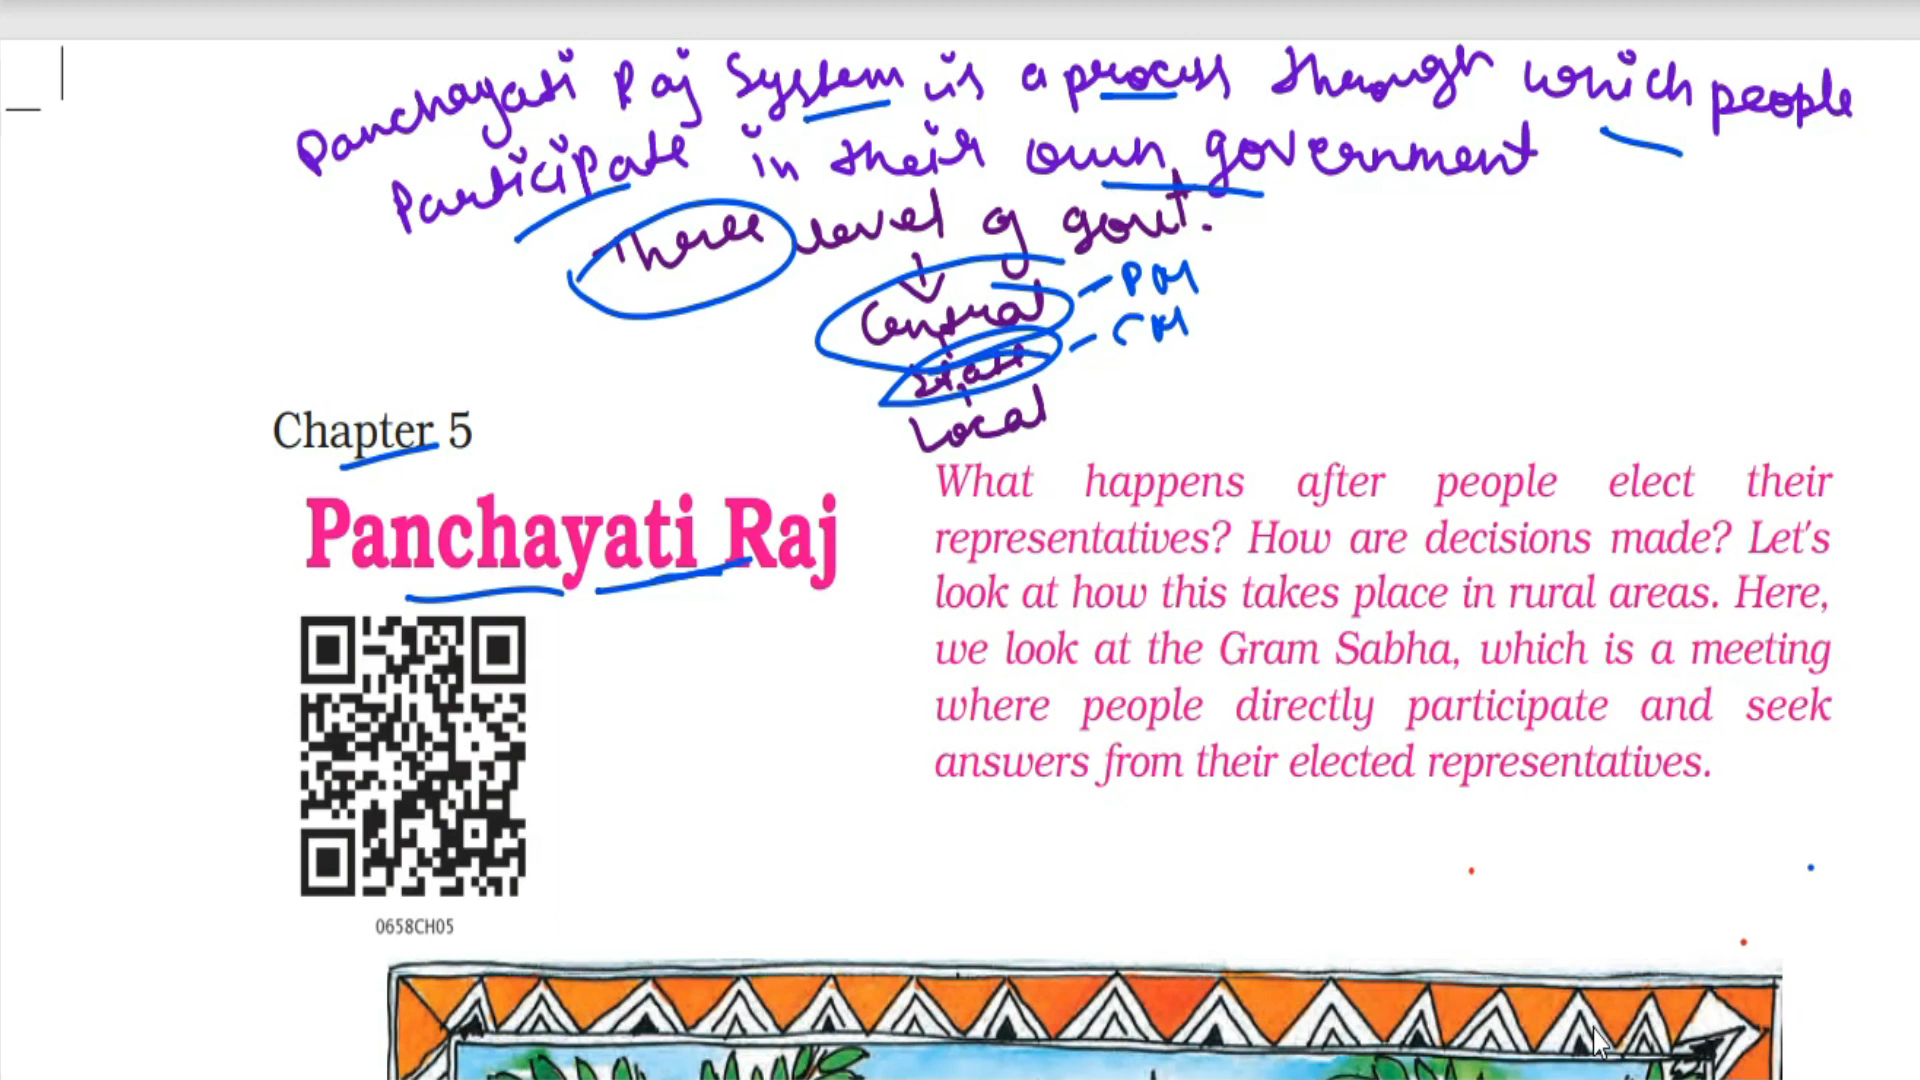 Panchayati Raj System is a process through which people
Participate in their own government
Three level of govt.
Central - PM
State - CM
Local
Chapter 5
Panchayati Raj
What happens after people elect their
representatives? How are decisions made? Let's
look at how this takes place in rural areas. Here,
we look at the Gram Sabha, which is a meeting
where people directly participate and seek
answers from their elected representatives.
0658CH05